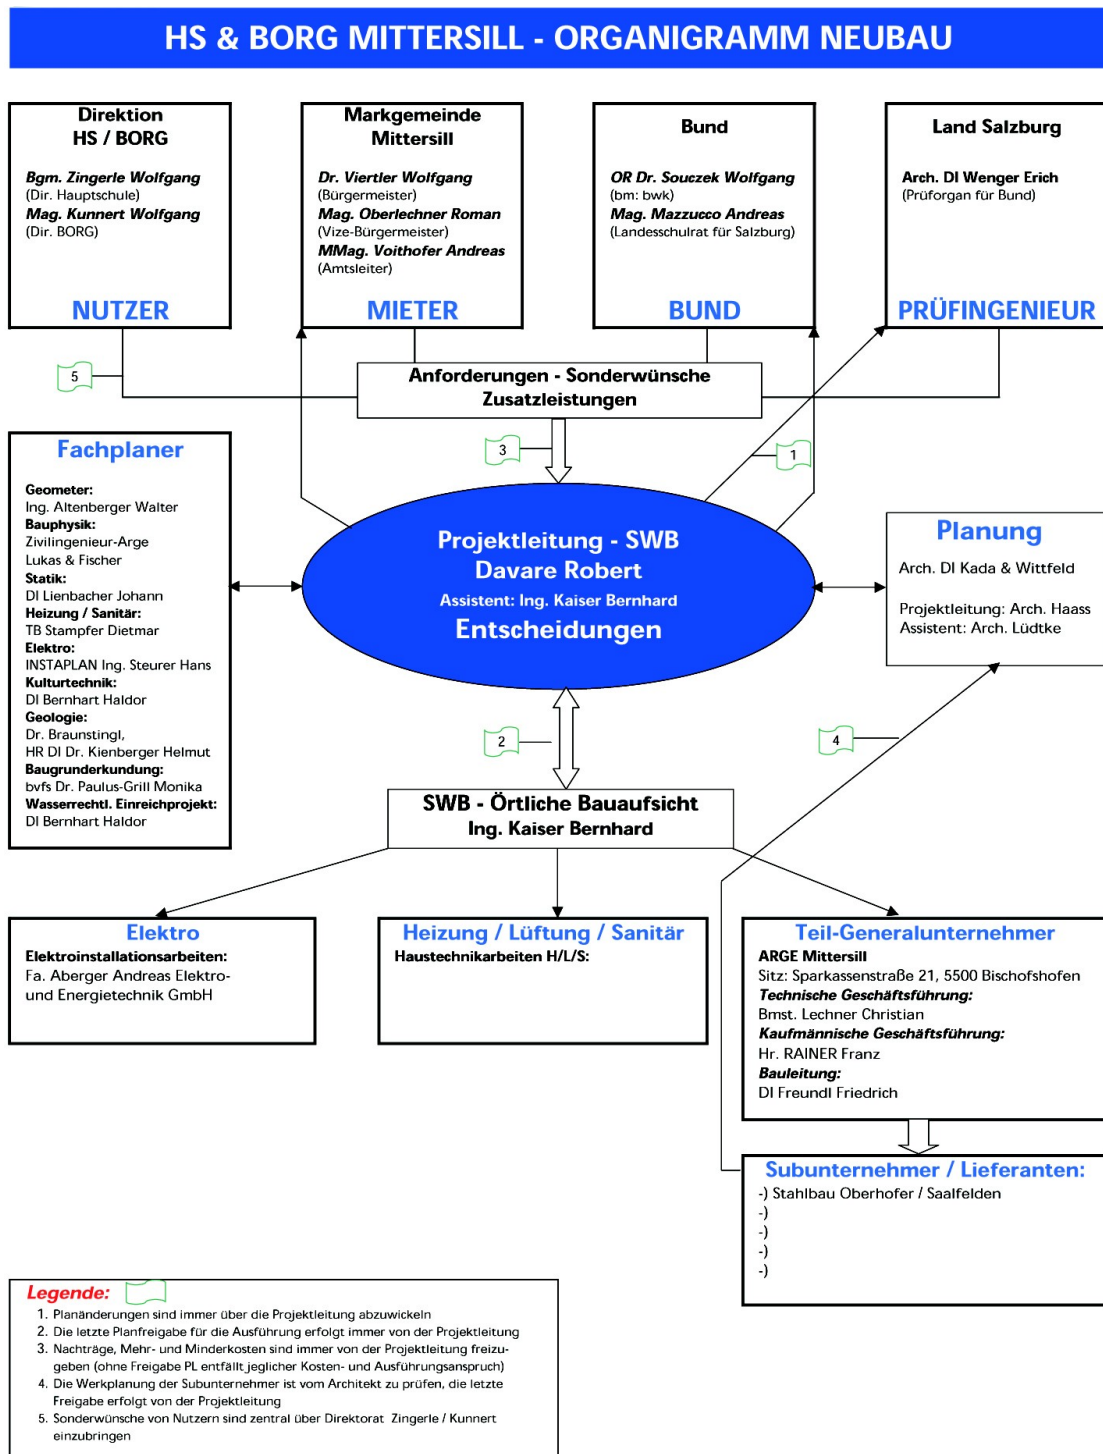 HS & BORG MITTERSILL - ORGANIGRAMM NEUBAU
Direktion
HS / BORG
Bgm. Zingerle Wolfgang
(Dir. Hauptschule)
Mag. Kunnert Wolfgang
(Dir. BORG)
NUTZER
Markgemeinde
Mittersill
Dr. Viertler Wolfgang
(Bürgermeister)
Mag. Oberlechner Roman
(Vize-Bürgermeister)
MMag. Voithofer Andreas
(Amtsleiter)
MIETER
Bund
OR Dr. Souczek Wolfgang
(bm: bwk)
Mag. Mazzucco Andreas
(Landesschulrat für Salzburg)
BUND
Land Salzburg
Arch. DI Wenger Erich
(Prüforgan für Bund)
PRÜFINGENIEUR
5
Anforderungen - Sonderwünsche
Zusatzleistungen
3
1
Fachplaner
Geometer:
Ing. Altenberger Walter
Bauphysik:
Zivilingenieur-Arge
Lukas & Fischer
Statik:
DI Lienbacher Johann
Heizung / Sanitär:
TB Stampfer Dietmar
Elektro:
INSTAPLAN Ing. Steurer Hans
Kulturtechnik:
DI Bernhart Haldor
Geologie:
Dr. Braunstingl,
HR DI Dr. Kienberger Helmut
Baugrunderkundung:
bvfs Dr. Paulus-Grill Monika
Wasserrechtl. Einreichprojekt:
DI Bernhart Haldor
Projektleitung - SWB
Davare Robert
Assistent: Ing. Kaiser Bernhard
Entscheidungen
Planung
Arch. DI Kada & Wittfeld
Projektleitung: Arch. Haass
Assistent: Arch. Lüdtke
2
4
SWB - Örtliche Bauaufsicht
Ing. Kaiser Bernhard
Elektro
Elektroinstallationsarbeiten:
Fa. Aberger Andreas Elektro-
und Energietechnik GmbH
Heizung / Lüftung / Sanitär
Haustechnikarbeiten H/L/S:
Teil-Generalunternehmer
ARGE Mittersill
Sitz: Sparkassenstraße 21, 5500 Bischofshofen
Technische Geschäftsführung:
Bmst. Lechner Christian
Kaufmännische Geschäftsführung:
Hr. RAINER Franz
Bauleitung:
DI Freundl Friedrich
Subunternehmer / Lieferanten:
-) Stahlbau Oberhofer / Saalfelden
-)
-)
-)
-)
Legende:
1. Planänderungen sind immer über die Projektleitung abzuwickeln
2. Die letzte Planfreigabe für die Ausführung erfolgt immer von der Projektleitung
3. Nachträge, Mehr- und Minderkosten sind immer von der Projektleitung freizu-
geben (ohne Freigabe PL entfällt jeglicher Kosten- und Ausführungsanspruch)
4. Die Werkplanung der Subunternehmer ist vom Architekt zu prüfen, die letzte
Freigabe erfolgt von der Projektleitung
5. Sonderwünsche von Nutzern sind zentral über Direktorat Zingerle / Kunnert
einzubringen